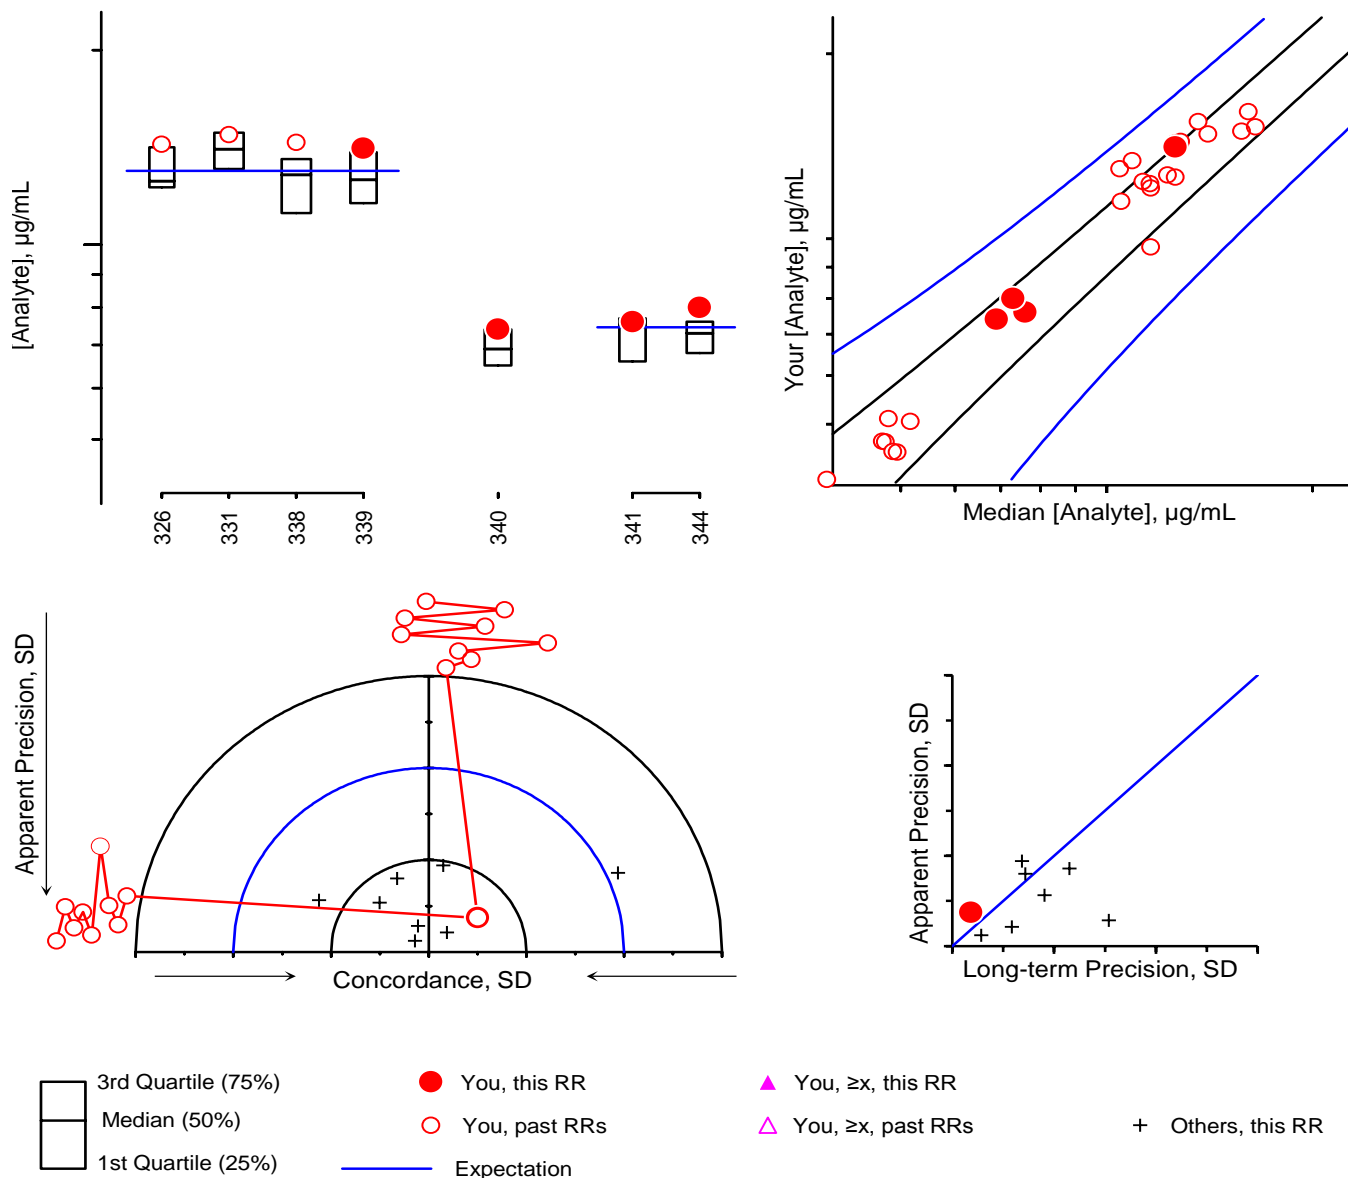 [Analyte], µg/mL
326
331
338
339
340
341
344
Your [Analyte], µg/mL
Median [Analyte], µg/mL
Apparent Precision, SD
Concordance, SD
Apparent Precision, SD
Long-term Precision, SD
3rd Quartile (75%)
Median (50%)
1st Quartile (25%)
You, this RR
You, past RRs
Expectation
You, ≥x, this RR
You, ≥x, past RRs
Others, this RR